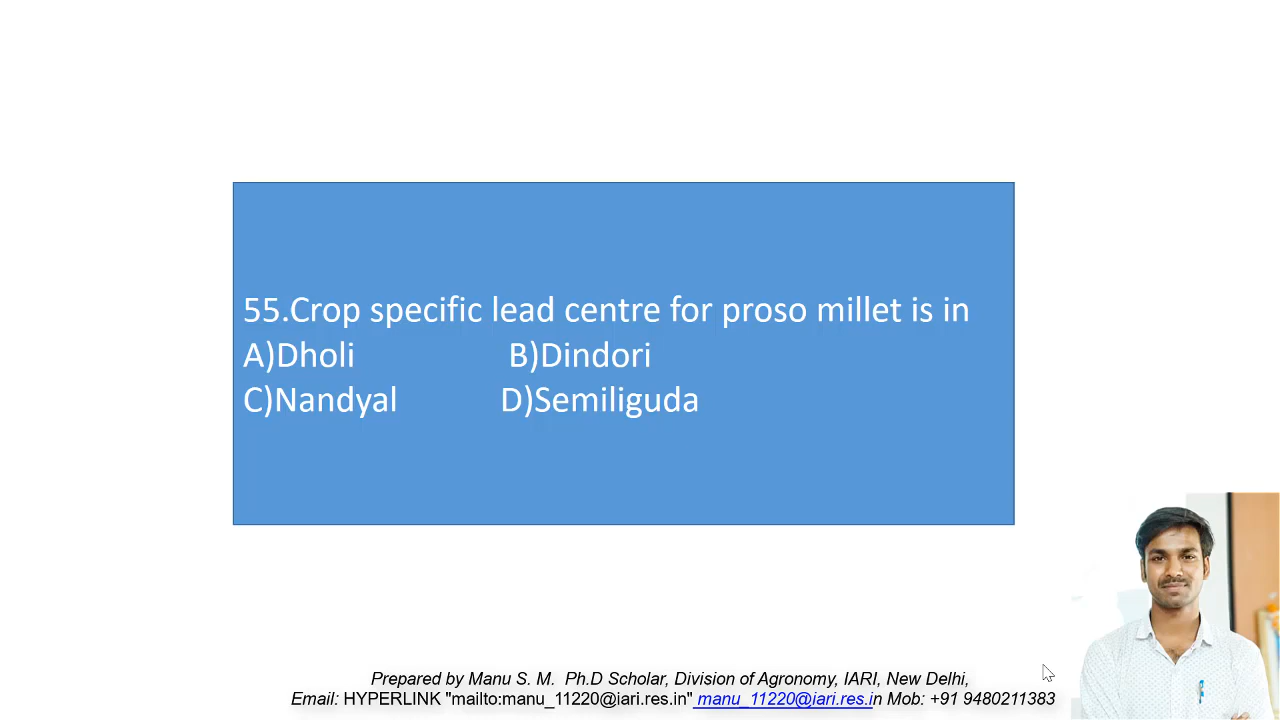 55.Crop specific lead centre for proso millet is in
A)Dholi B)Dindori
C)Nandyal D)Semiliguda
Prepared by Manu S. M. Ph.D Scholar, Division of Agronomy, IARI, New Delhi,
Email: HYPERLINK "mailto:manu_11220@iari.res.in" manu_11220@iari.res.in Mob: +91 9480211383